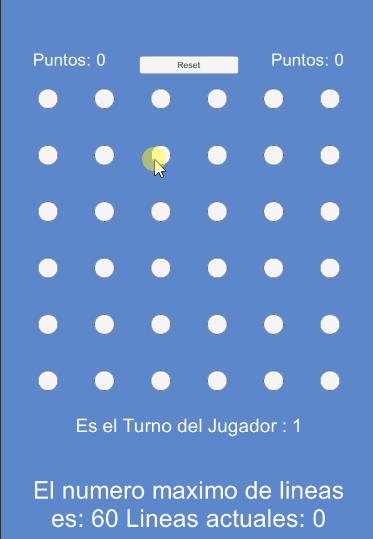 Puntos: 0
Reset
Puntos: 0
Es el Turno del Jugador : 1
El numero maximo de lineas
es: 60 Lineas actuales: 0